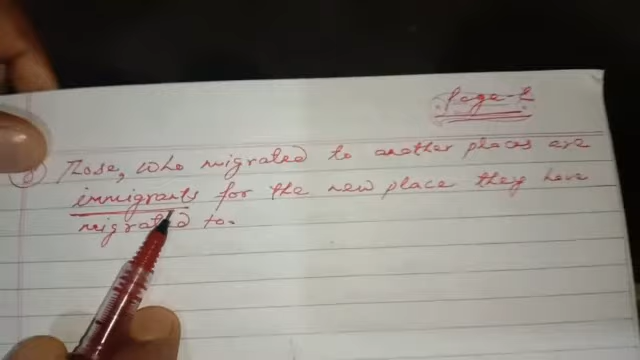 Page-2
Those, who migrated to another places are
immigrants for the new place they have
migrated to.